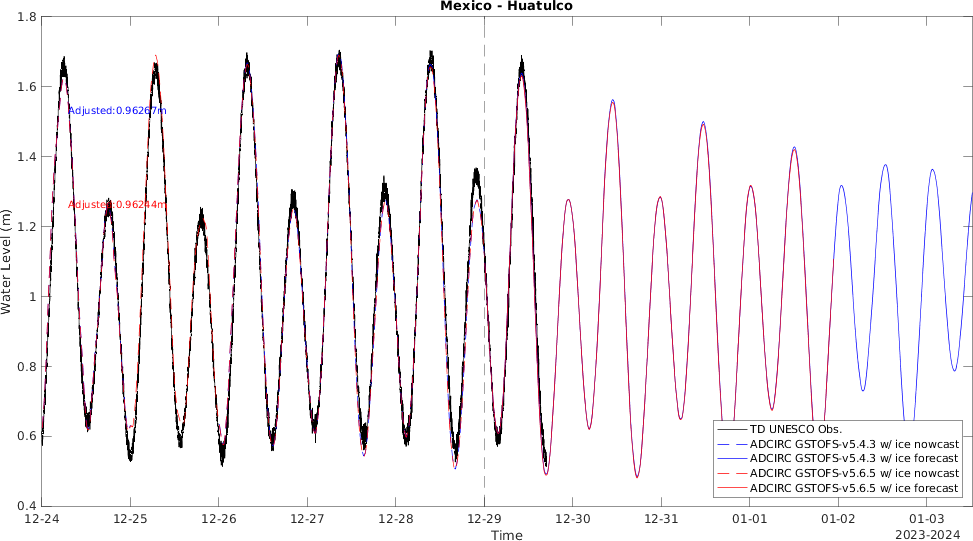 Mexico - Huatulco
Water Level (m)
1.8
1.6
1.4
1.2
1
0.8
0.6
0.4
Adjusted:0.96267m
Adjusted:0.96244m
TD UNESCO Obs.
ADCIRC GSTOFS-v5.4.3 w/ ice nowcast
ADCIRC GSTOFS-v5.4.3 w/ ice forecast
ADCIRC GSTOFS-v5.6.5 w/ ice nowcast
ADCIRC GSTOFS-v5.6.5 w/ ice forecast
12-24 12-25 12-26 12-27 12-28 12-29 12-30 12-31 01-01 01-02 01-03
Time
2023-2024